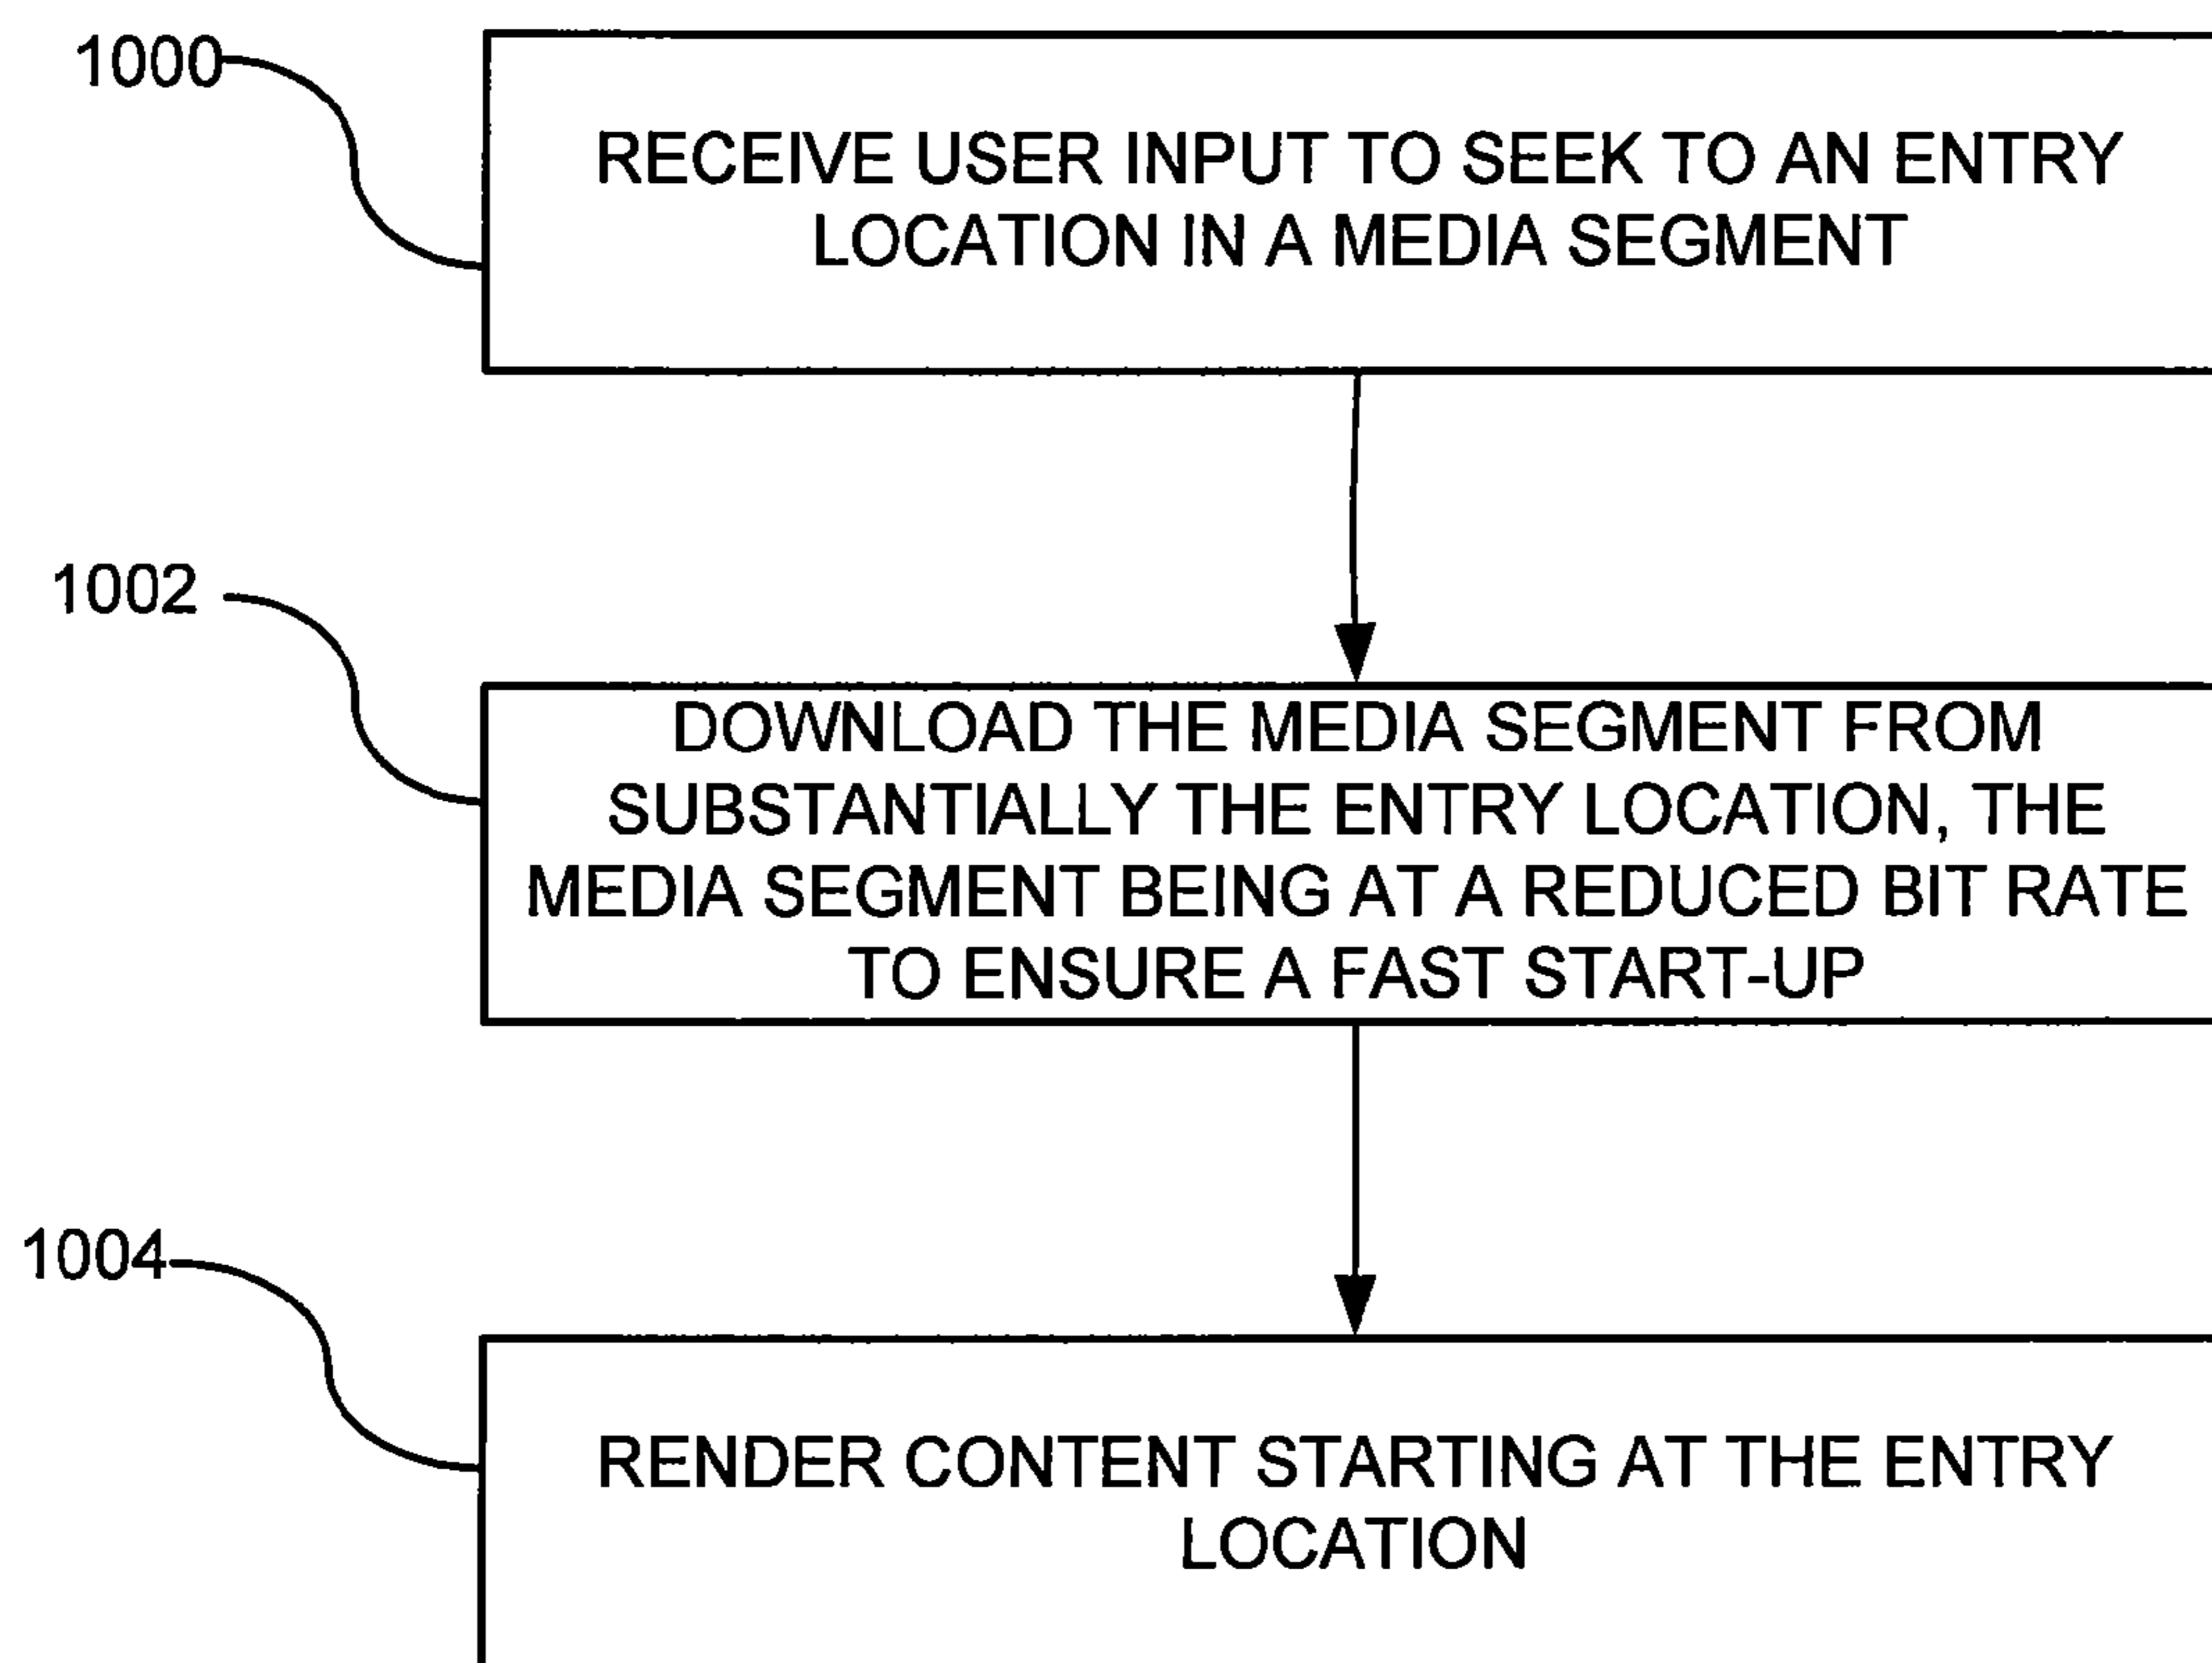 1000
RECEIVE USER INPUT TO SEEK TO AN ENTRY
LOCATION IN A MEDIA SEGMENT
1002
DOWNLOAD THE MEDIA SEGMENT FROM
SUBSTANTIALLY THE ENTRY LOCATION, THE
MEDIA SEGMENT BEING AT A REDUCED BIT RATE
TO ENSURE A FAST START-UP
1004
RENDER CONTENT STARTING AT THE ENTRY
LOCATION